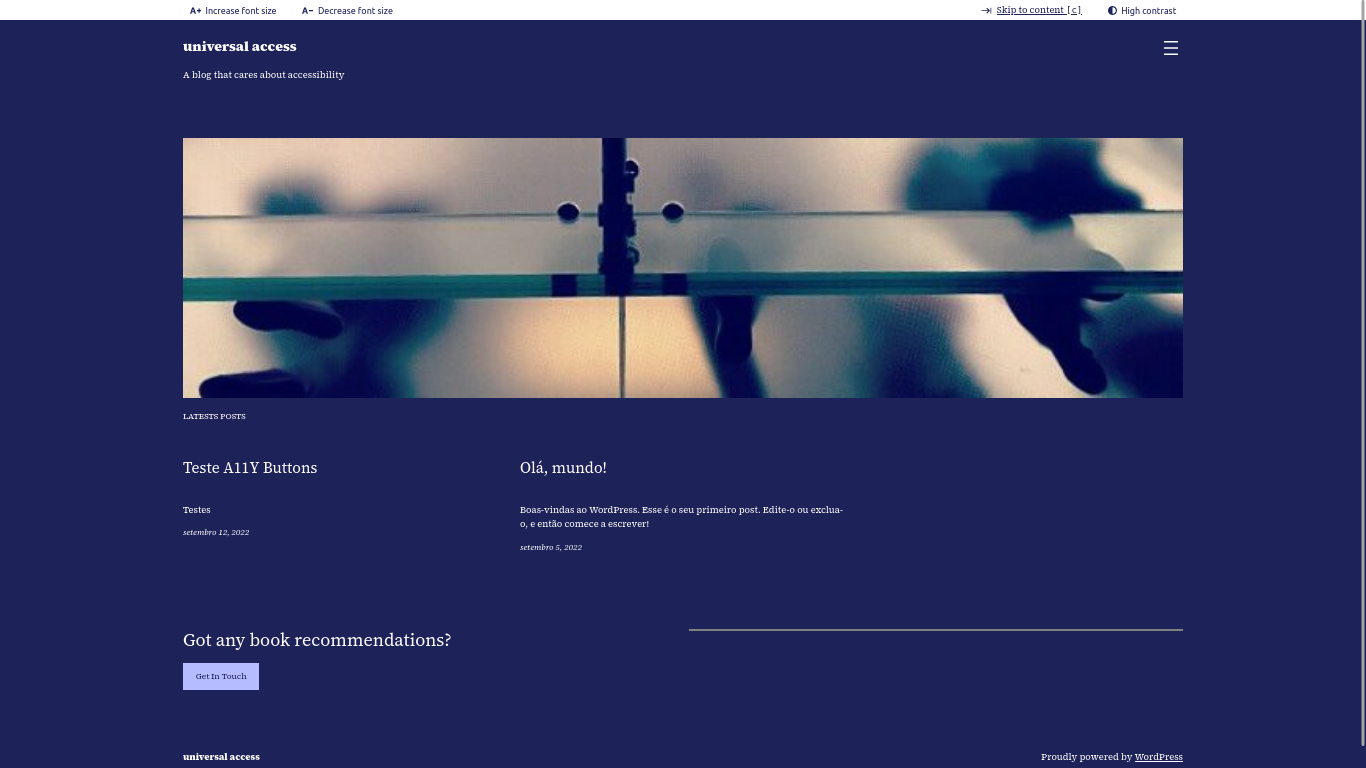 A+ Increase font size
A− Decrease font size
Skip to content [c]
High contrast
universal access
A blog that cares about accessibility
LATESTS POSTS
Teste A11Y Buttons
Testes
setembro 12, 2022
Olá, mundo!
Boas-vindas ao WordPress. Esse é o seu primeiro post. Edite-o ou exclua-
o, e então comece a escrever!
setembro 5, 2022
Got any book recommendations?
Get In Touch
universal access
Proudly powered by WordPress